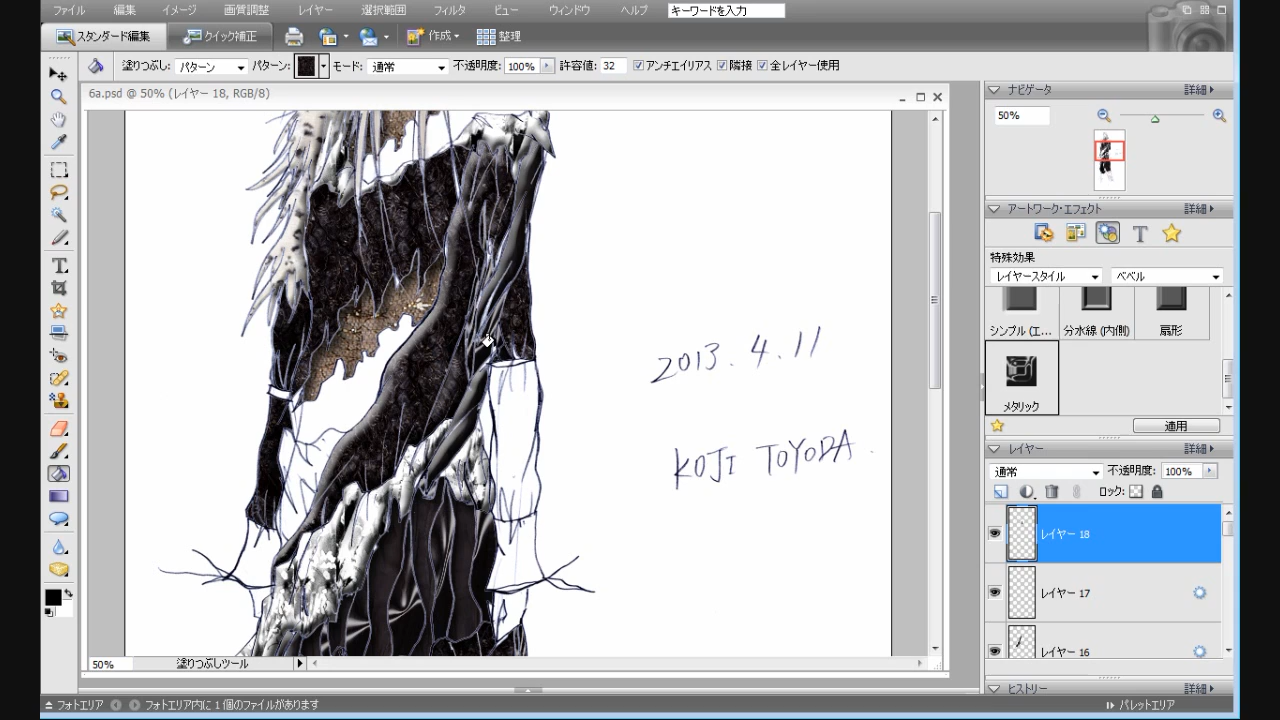 ファイル 編集 イメージ 画質調整 レイヤー 選択範囲 フィルタ ビュー ウィンドウ ヘルプ キーワードを入力
スタンダード編集 クイック補正 作成 整理
塗りつぶし: パターン パターン: モード: 通常 不透明度: 100% 許容値: 32 アンチエイリアス 隣接 全レイヤー使用
6a.psd @ 50% (レイヤー 18, RGB/8)
2013.4.11
KOJI TOYODA.
50% 塗りつぶしツール
ナビゲータ 詳細
50%
アートワーク・エフェクト 詳細
特殊効果
レイヤースタイル ベベル
シンプル (エ... 分水線 (内側) 扇形
メタリック
適用
レイヤー 詳細
通常 不透明度: 100%
ロック:
レイヤー 18
レイヤー 17
レイヤー 16
ヒストリー 詳細
フォトエリア フォトエリア内に 1 個のファイルがあります パレットエリア